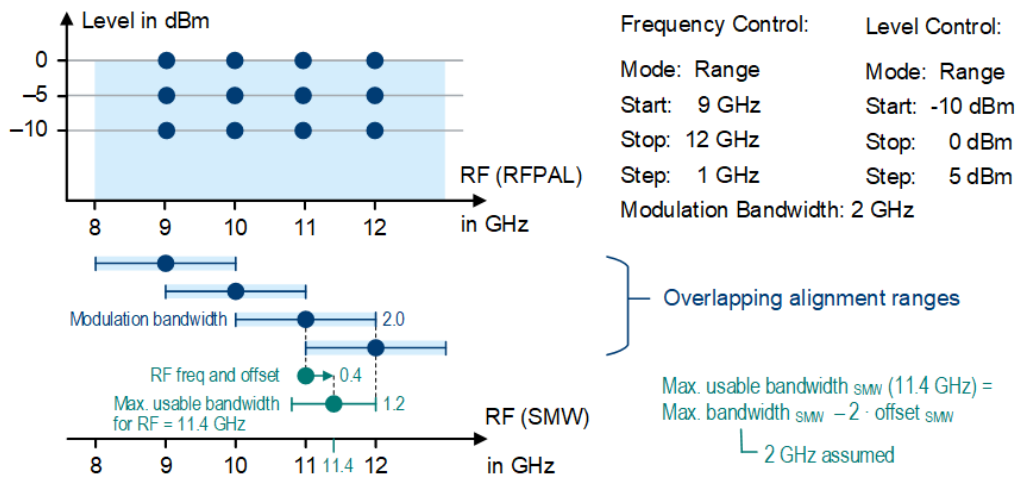 Level in dBm
0
–5
–10
RF (RFPAL)
in GHz
8 9 10 11 12
Frequency Control:
Mode: Range
Start: 9 GHz
Stop: 12 GHz
Step: 1 GHz
Level Control:
Mode: Range
Start: -10 dBm
Stop: 0 dBm
Step: 5 dBm
Modulation Bandwidth: 2 GHz
Modulation bandwidth 2.0
Overlapping alignment ranges
RF freq and offset 0.4
Max. usable bandwidth 1.2
for RF = 11.4 GHz
RF (SMW)
in GHz
8 9 10 11 11.4 12
Max. usable bandwidth SMW (11.4 GHz) =
Max. bandwidth SMW – 2 · offset SMW
2 GHz assumed